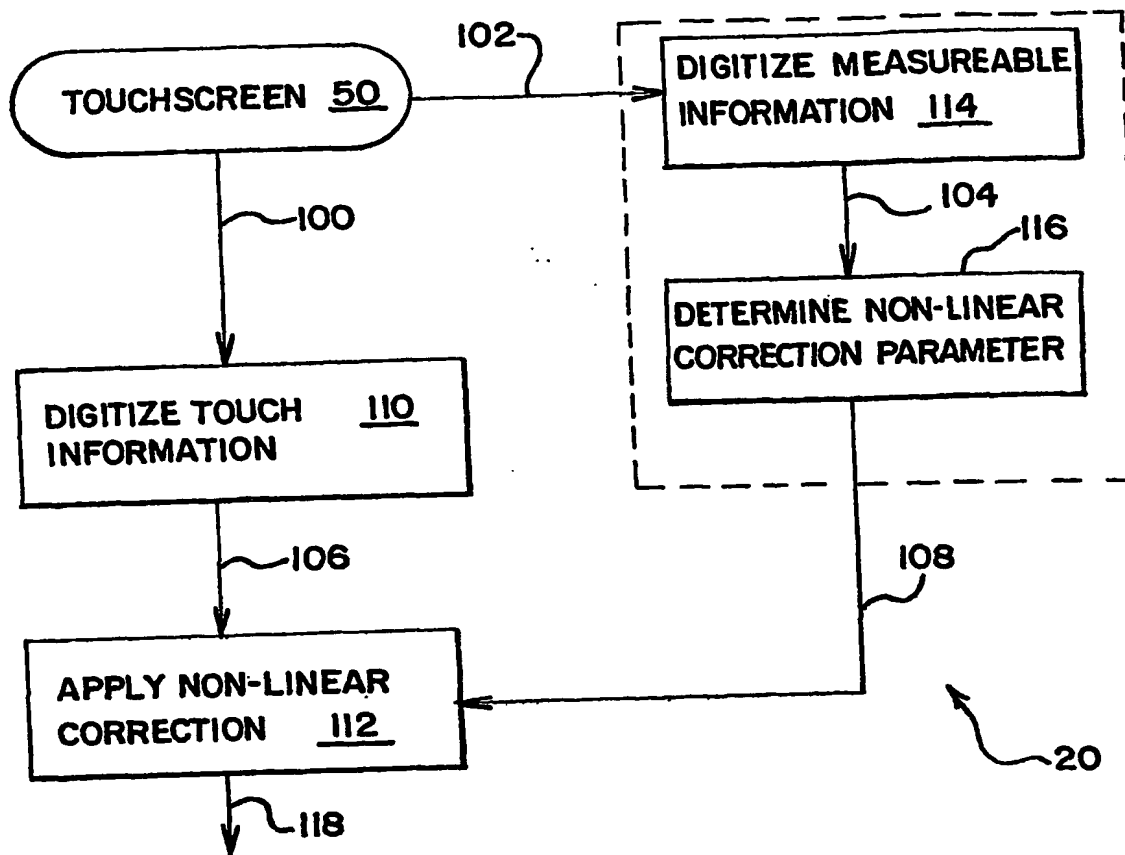 102
TOUCHSCREEN 50
DIGITIZE MEASUREABLE
INFORMATION 114
100
104
116
DETERMINE NON-LINEAR
CORRECTION PARAMETER
DIGITIZE TOUCH 110
INFORMATION
106
108
APPLY NON-LINEAR
CORRECTION 112
20
118